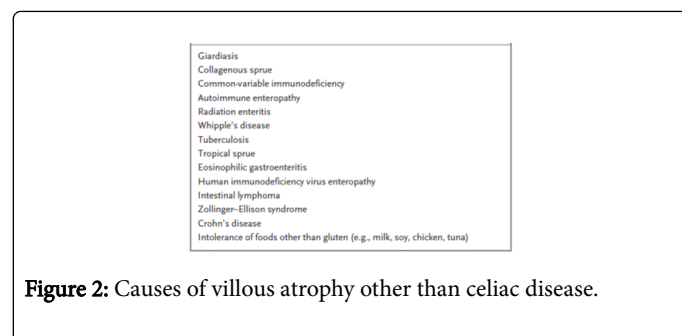 Giardiasis
Collagenous sprue
Common-variable immunodeficiency
Autoimmune enteropathy
Radiation enteritis
Whipple's disease
Tuberculosis
Tropical sprue
Eosinophilic gastroenteritis
Human immunodeficiency virus enteropathy
Intestinal lymphoma
Zollinger–Ellison syndrome
Crohn's disease
Intolerance of foods other than gluten (e.g., milk, soy, chicken, tuna)
Figure 2: Causes of villous atrophy other than celiac disease.